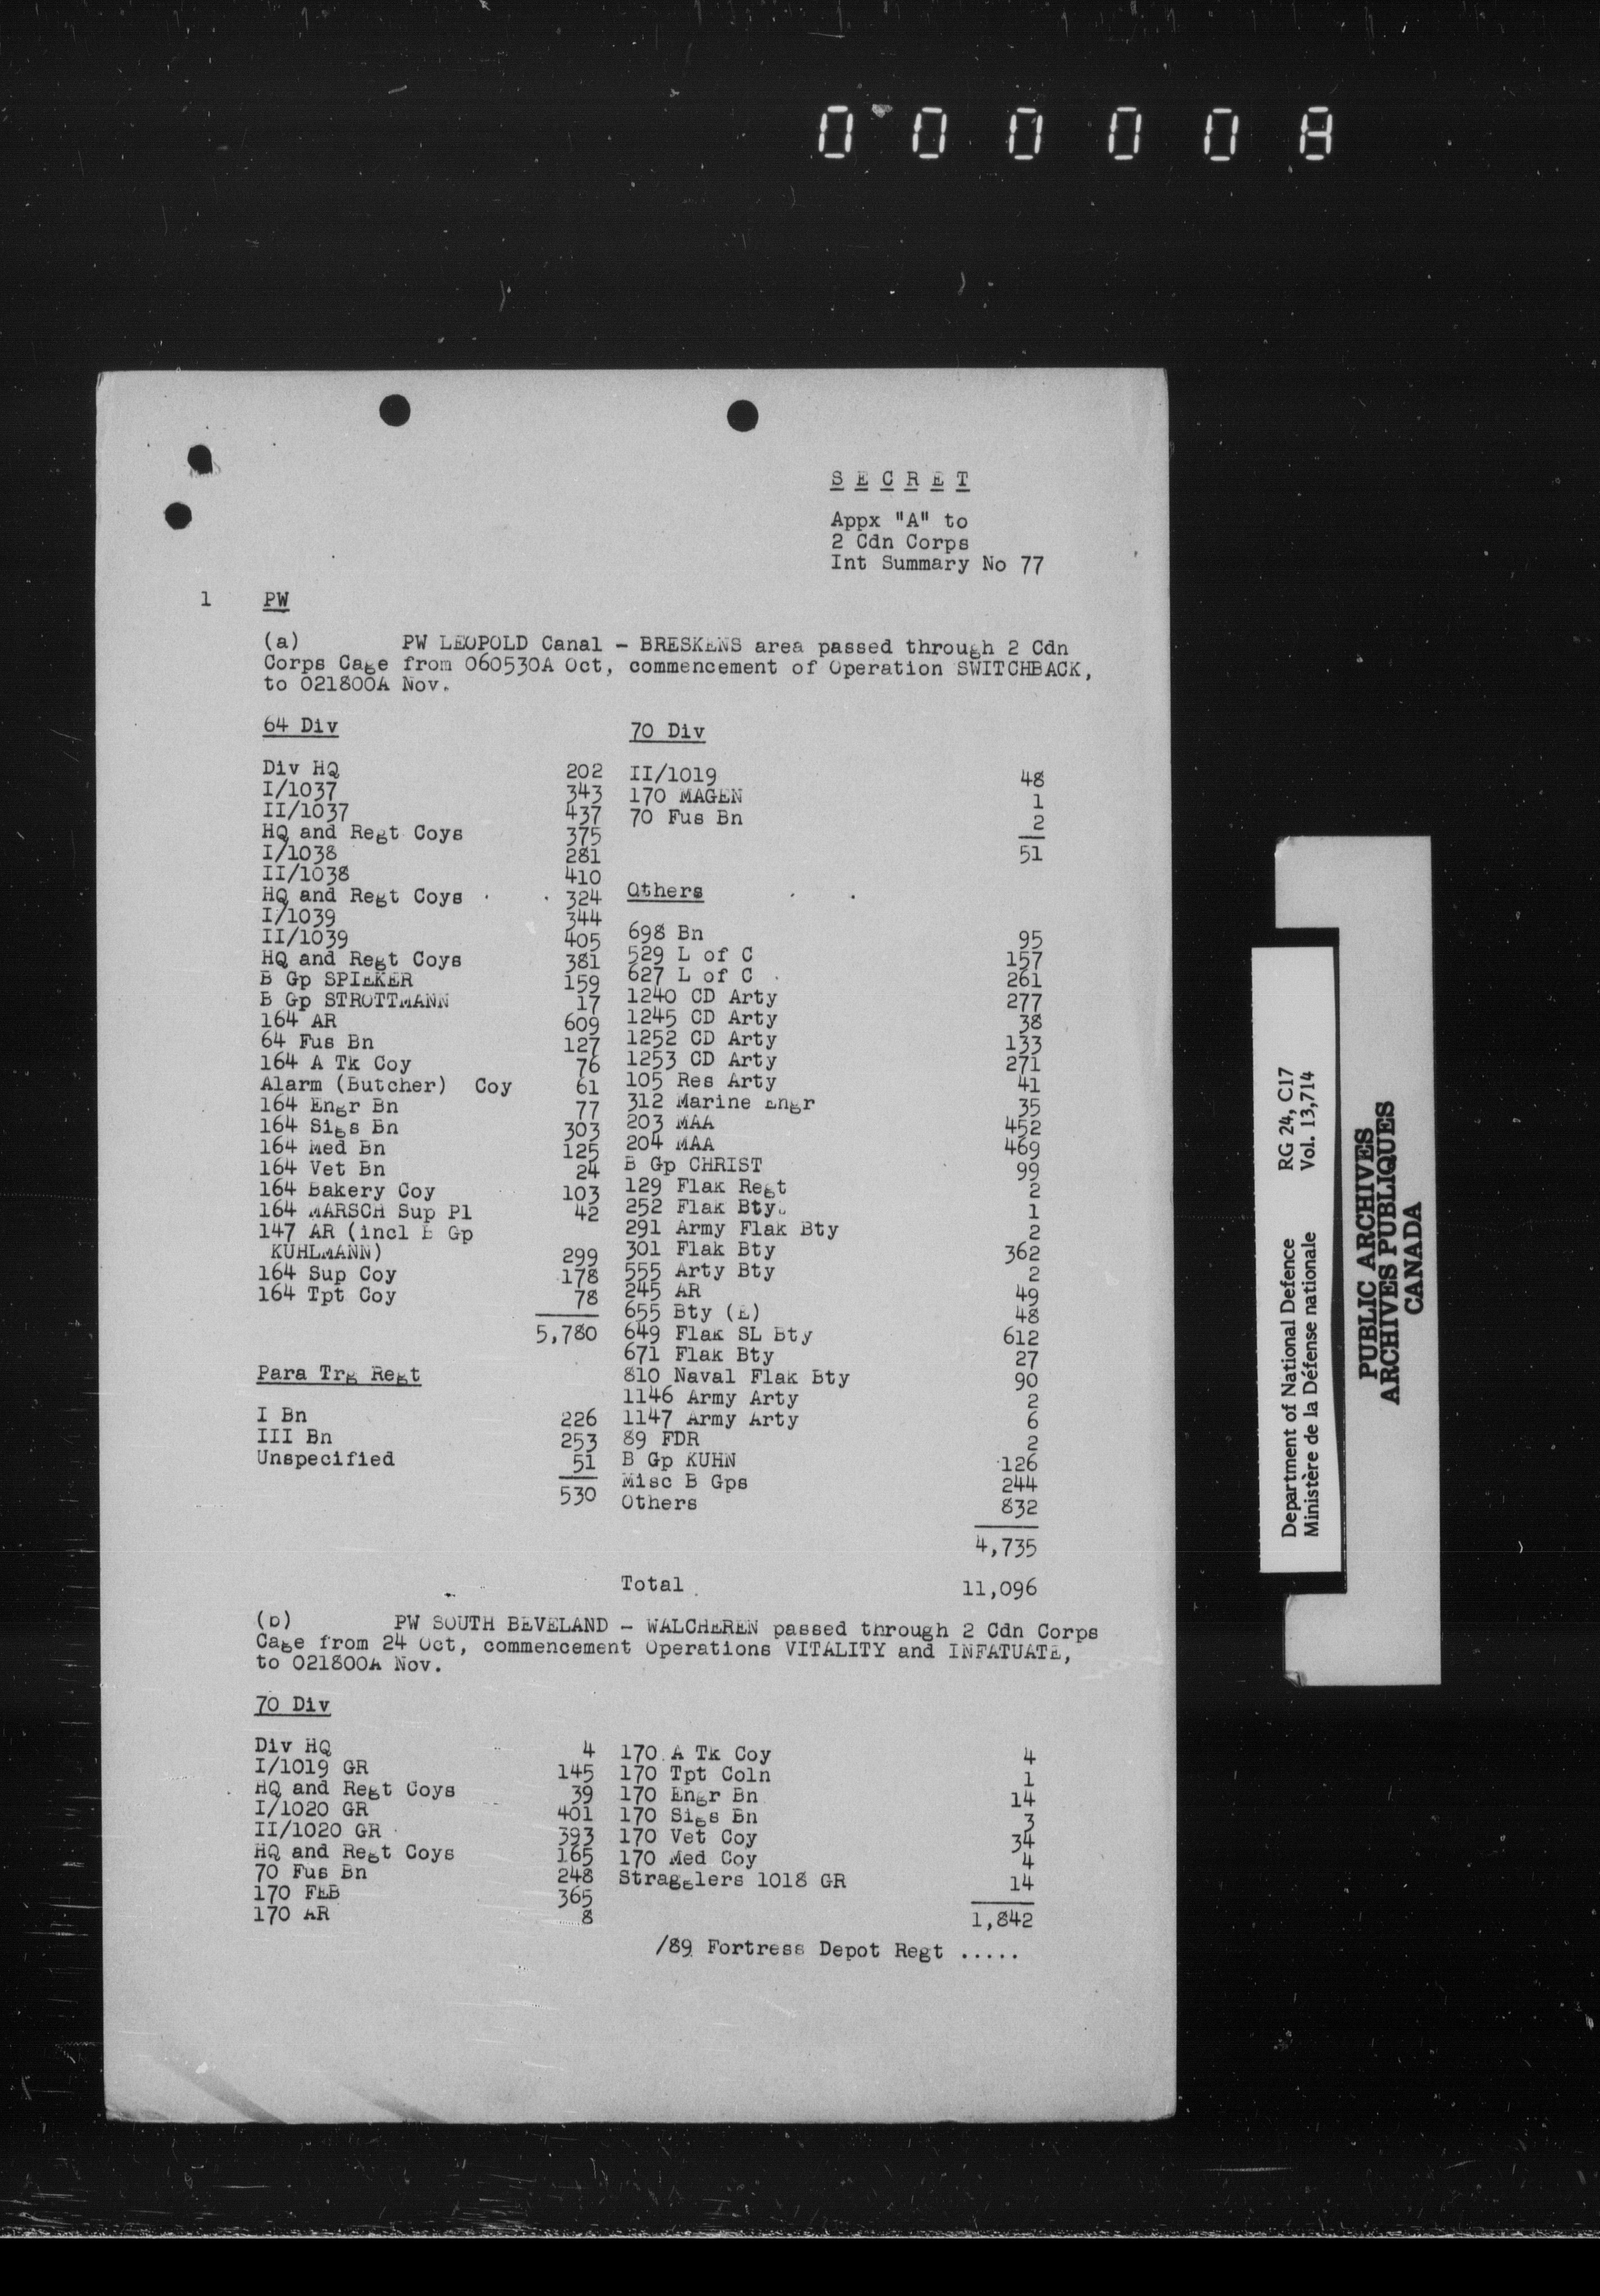 000008
S E C R E T
Appx "A" to
2 Cdn Corps
Int Summary No 77
1 PW
(a) PW LEOPOLD Canal - BRESKENS area passed through 2 Cdn
Corps Cage from 060530A Oct, commencement of Operation SWITCHBACK,
to 021800A Nov.
64 Div
Div HQ 202
I/1037 343
II/1037 437
HQ and Regt Coys 375
I/1038 281
II/1038 410
HQ and Regt Coys 324
I/1039 344
II/1039 405
HQ and Regt Coys 381
B Gp SPIEKER 159
B Gp STROTTMANN 17
164 AR 609
64 Fus Bn 127
164 A Tk Coy 76
Alarm (Butcher) Coy 61
164 Engr Bn 77
164 Sigs Bn 303
164 Med Bn 125
164 Vet Bn 24
164 Bakery Coy 103
164 MARSCH Sup Pl 42
147 AR (incl B Gp
KUHLMANN) 299
164 Sup Coy 178
164 Tpt Coy 78
5,780
Para Trg Regt
I Bn 226
III Bn 253
Unspecified 51
530
70 Div
II/1019 48
170 MAGEN 1
70 Fus Bn 2
51
Others
698 Bn 95
529 L of C 157
627 L of C 261
1240 CD Arty 277
1245 CD Arty 38
1252 CD Arty 133
1253 CD Arty 271
105 Res Arty 41
312 Marine Engr 35
203 MAA 452
204 MAA 469
B Gp CHRIST 99
129 Flak Regt 2
252 Flak Bty. 1
291 Army Flak Bty 2
301 Flak Bty 362
555 Arty Bty 2
245 AR 49
655 Bty (E) 48
649 Flak SL Bty 612
671 Flak Bty 27
810 Naval Flak Bty 90
1146 Army Arty 2
1147 Army Arty 6
89 FDR 2
B Gp KUHN 126
Misc B Gps 244
Others 832
4,735
Total 11,096
(b) PW SOUTH BEVELAND - WALCHEREN passed through 2 Cdn Corps
Cage from 24 Oct, commencement Operations VITALITY and INFATUATE,
to 021800A Nov.
70 Div
Div HQ 4
I/1019 GR 145
HQ and Regt Coys 39
I/1020 GR 401
II/1020 GR 393
HQ and Regt Coys 165
70 Fus Bn 248
170 FEB 365
170 AR 8
170 A Tk Coy 4
170 Tpt Coln 1
170 Engr Bn 14
170 Sigs Bn 3
170 Vet Coy 34
170 Med Coy 4
Stragglers 1018 GR 14
1,842
/89 Fortress Depot Regt .....
Department of National Defence RG 24, C17
Ministère de la Défense nationale Vol. 13,714
PUBLIC ARCHIVES
ARCHIVES PUBLIQUES
CANADA